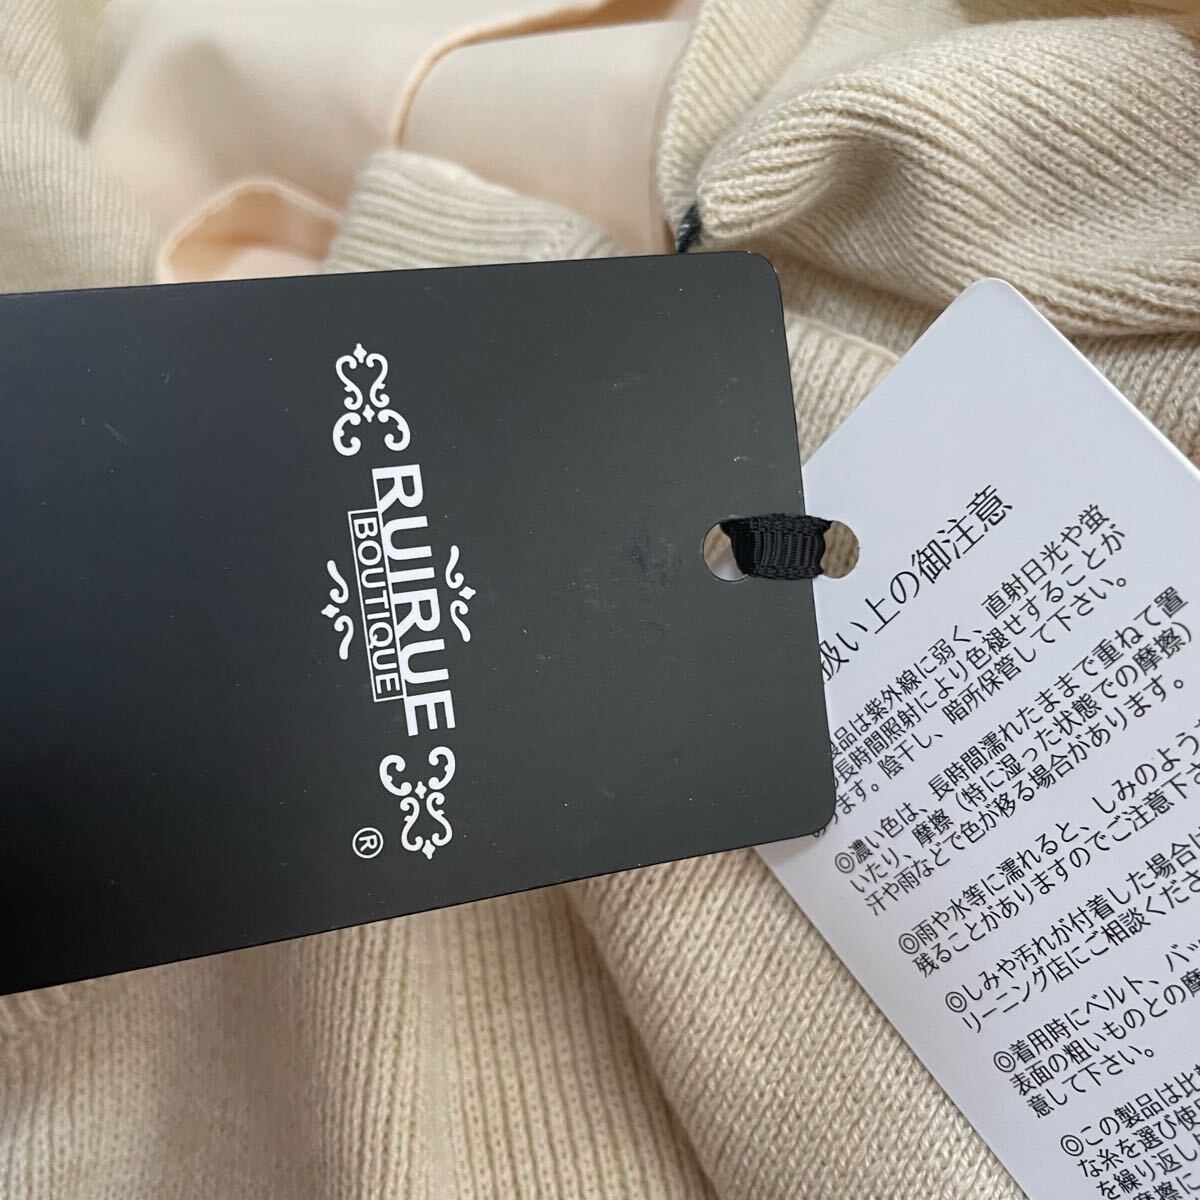 RUIRUE
BOUTIQUE
®
扱い上の御注意
製品は紫外線に弱く、直射日光や蛍
の長時間照射により色褪せすることが
ります。陰干し、暗所保管して下さい。
◎濃い色は、長時間濡れたままで重ねて置
いたり、摩擦（特に湿った状態での摩擦）
汗や雨などで色が移る場合があります。
◎雨や水等に濡れると、しみのよう
残ることがありますのでご注意下さ
◎しみや汚れが付着した場合は
リーニング店にご相談くださ
◎着用時にベルト、バッ
表面の粗いものとの摩
意して下さい。
◎この製品は比
な糸を選び使
を繰り返し
摩擦に